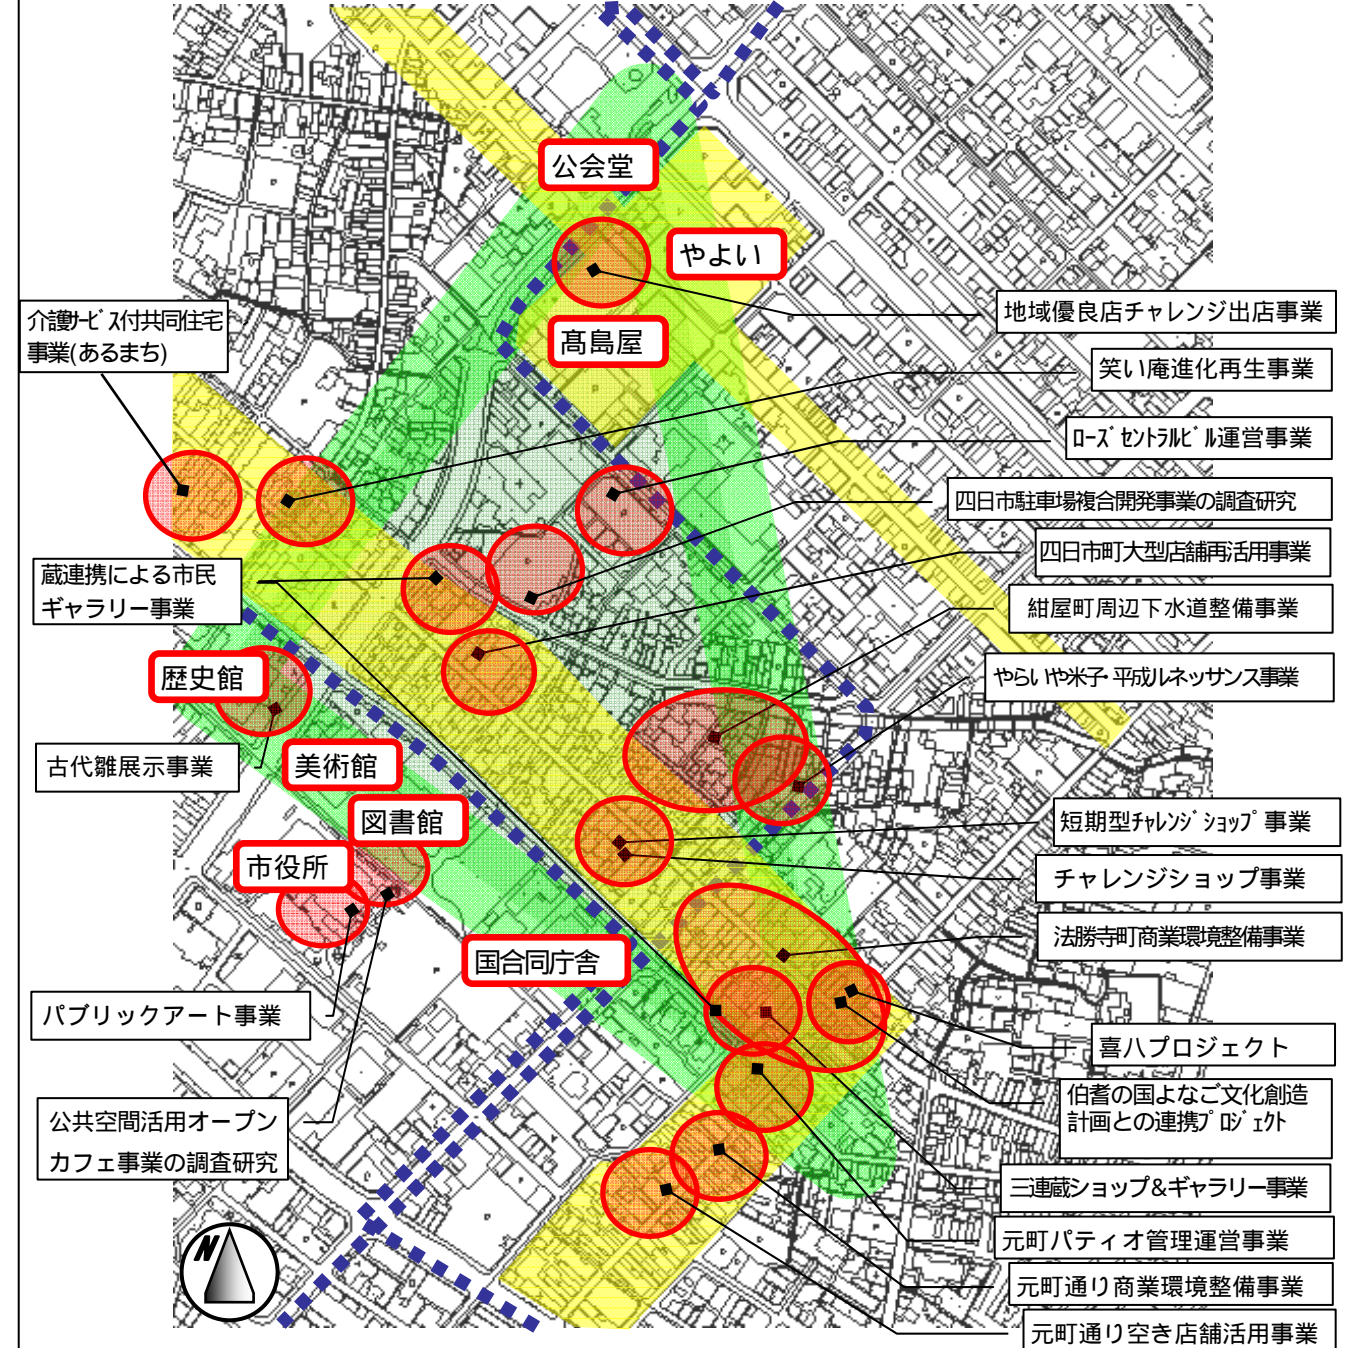 公会堂
やよい
地域優良店チャレンジ出店事業
介護サービス付共同住宅
事業(あるまち)
髙島屋
笑い庵進化再生事業
ローズセントラルビル運営事業
四日市駐車場複合開発事業の調査研究
四日市町大型店舗再活用事業
蔵連携による市民
ギャラリー事業
紺屋町周辺下水道整備事業
歴史館
やらいや米子 平成ルネッサンス事業
古代雛展示事業
美術館
図書館
短期型チャレンジショップ事業
市役所
チャレンジショップ事業
法勝寺町商業環境整備事業
国合同庁舎
パブリックアート事業
喜八プロジェクト
伯耆の国よなご文化創造
計画との連携プロジェクト
公共空間活用オープン
カフェ事業の調査研究
三連蔵ショップ&ギャラリー事業
元町パティオ管理運営事業
N
元町通り商業環境整備事業
元町通り空き店舗活用事業